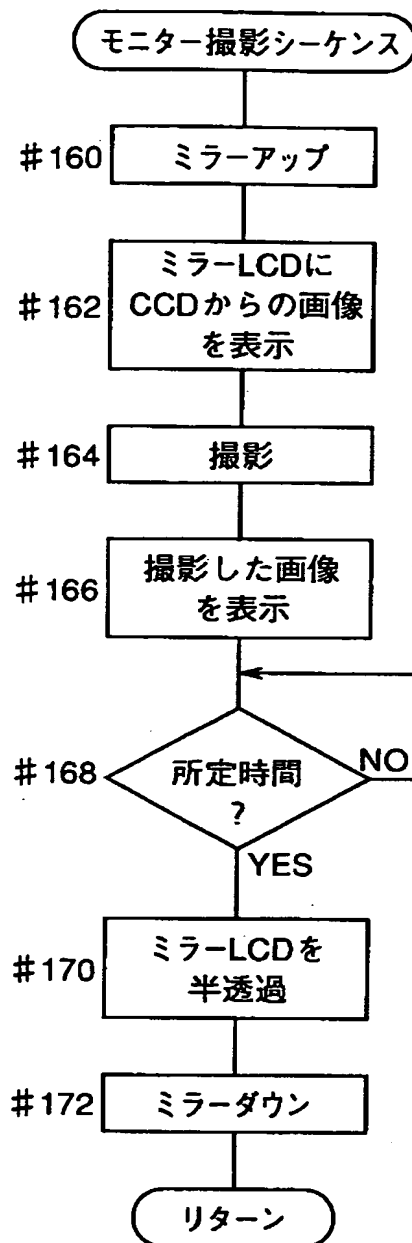 モニター撮影シーケンス
#160
ミラーアップ
#162
ミラーLCDに
CCDからの画像
を表示
#164
撮影
#166
撮影した画像
を表示
#168
所定時間
?
NO
YES
#170
ミラーLCDを
半透過
#172
ミラーダウン
リターン